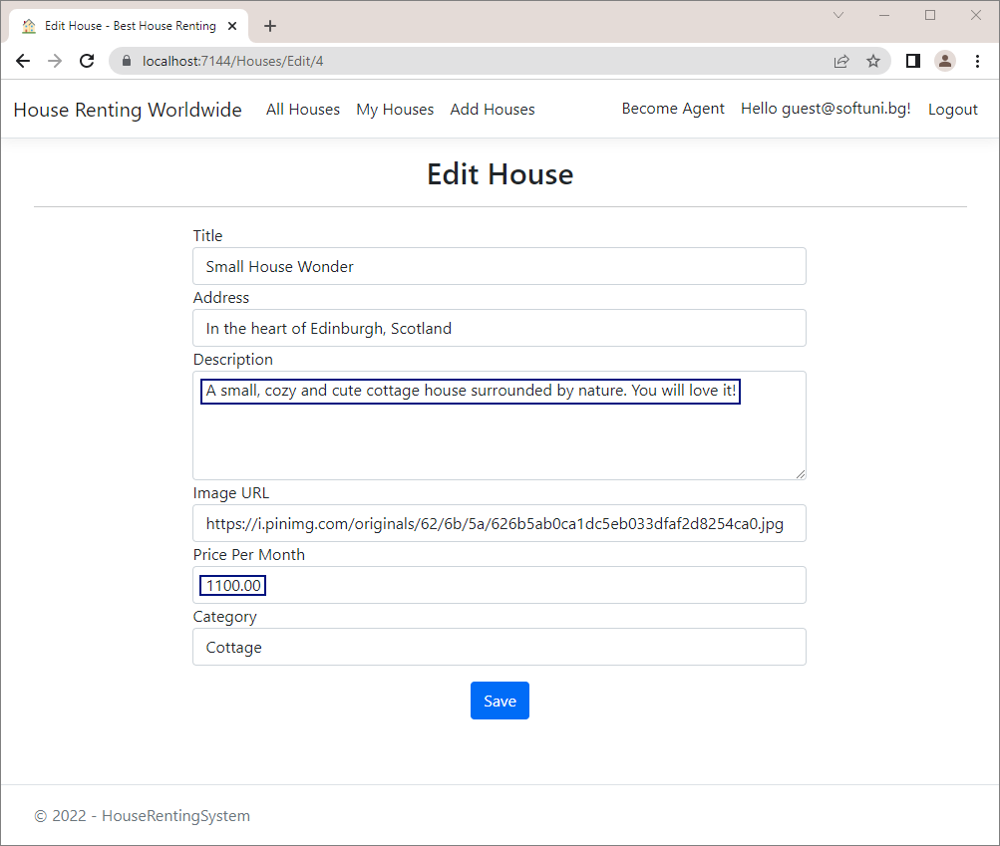 Edit House - Best House Renting
localhost:7144/Houses/Edit/4
House Renting Worldwide All Houses My Houses Add Houses Become Agent Hello guest@softuni.bg! Logout
Edit House
Title
Small House Wonder
Address
In the heart of Edinburgh, Scotland
Description
A small, cozy and cute cottage house surrounded by nature. You will love it!
Image URL
https://i.pinimg.com/originals/62/6b/5a/626b5ab0ca1dc5eb033dfaf2d8254ca0.jpg
Price Per Month
1100.00
Category
Cottage
Save
© 2022 - HouseRentingSystem